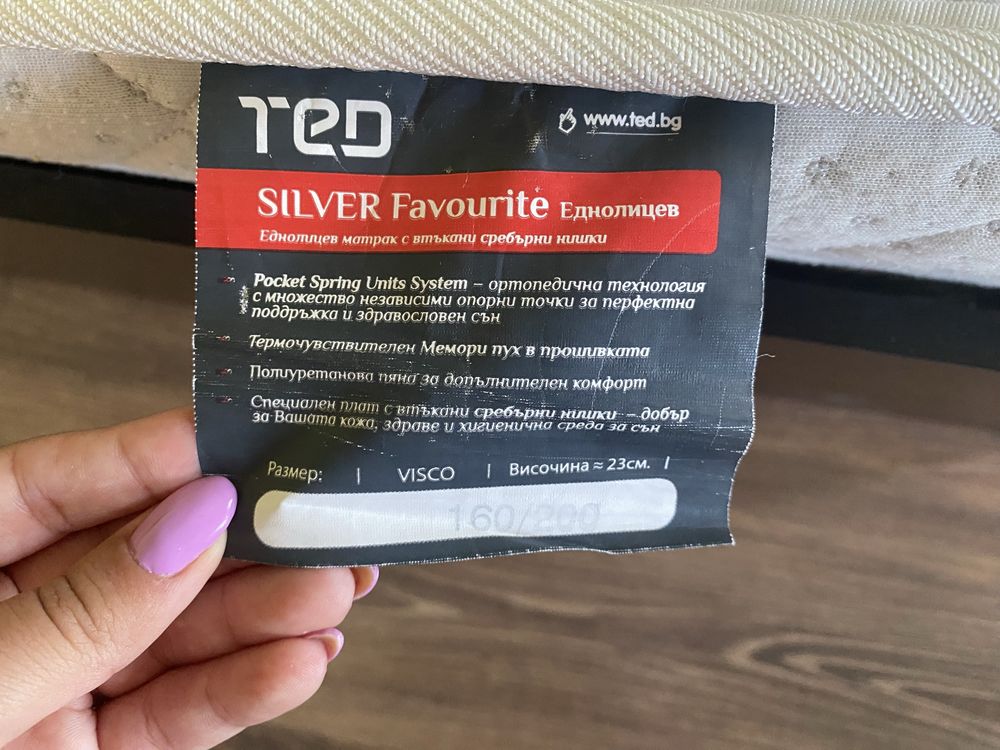 TED
www.ted.bg
SILVER Favourite Еднолицев
Еднолицев матрак с втъкани сребърни нишки
Pocket Spring Units System – ортопедична технология
с множество независими опорни точки за перфектна
поддръжка и здравословен сън
Термочувствителен Мемори пух в прошивката
Полиуретанова пяна за допълнителен комфорт
Специален плат с втъкани сребърни нишки – добър
за Вашата кожа, здраве и хигиенична среда за сън
Размер: | VISCO | Височина ≈ 23см. |
160/200